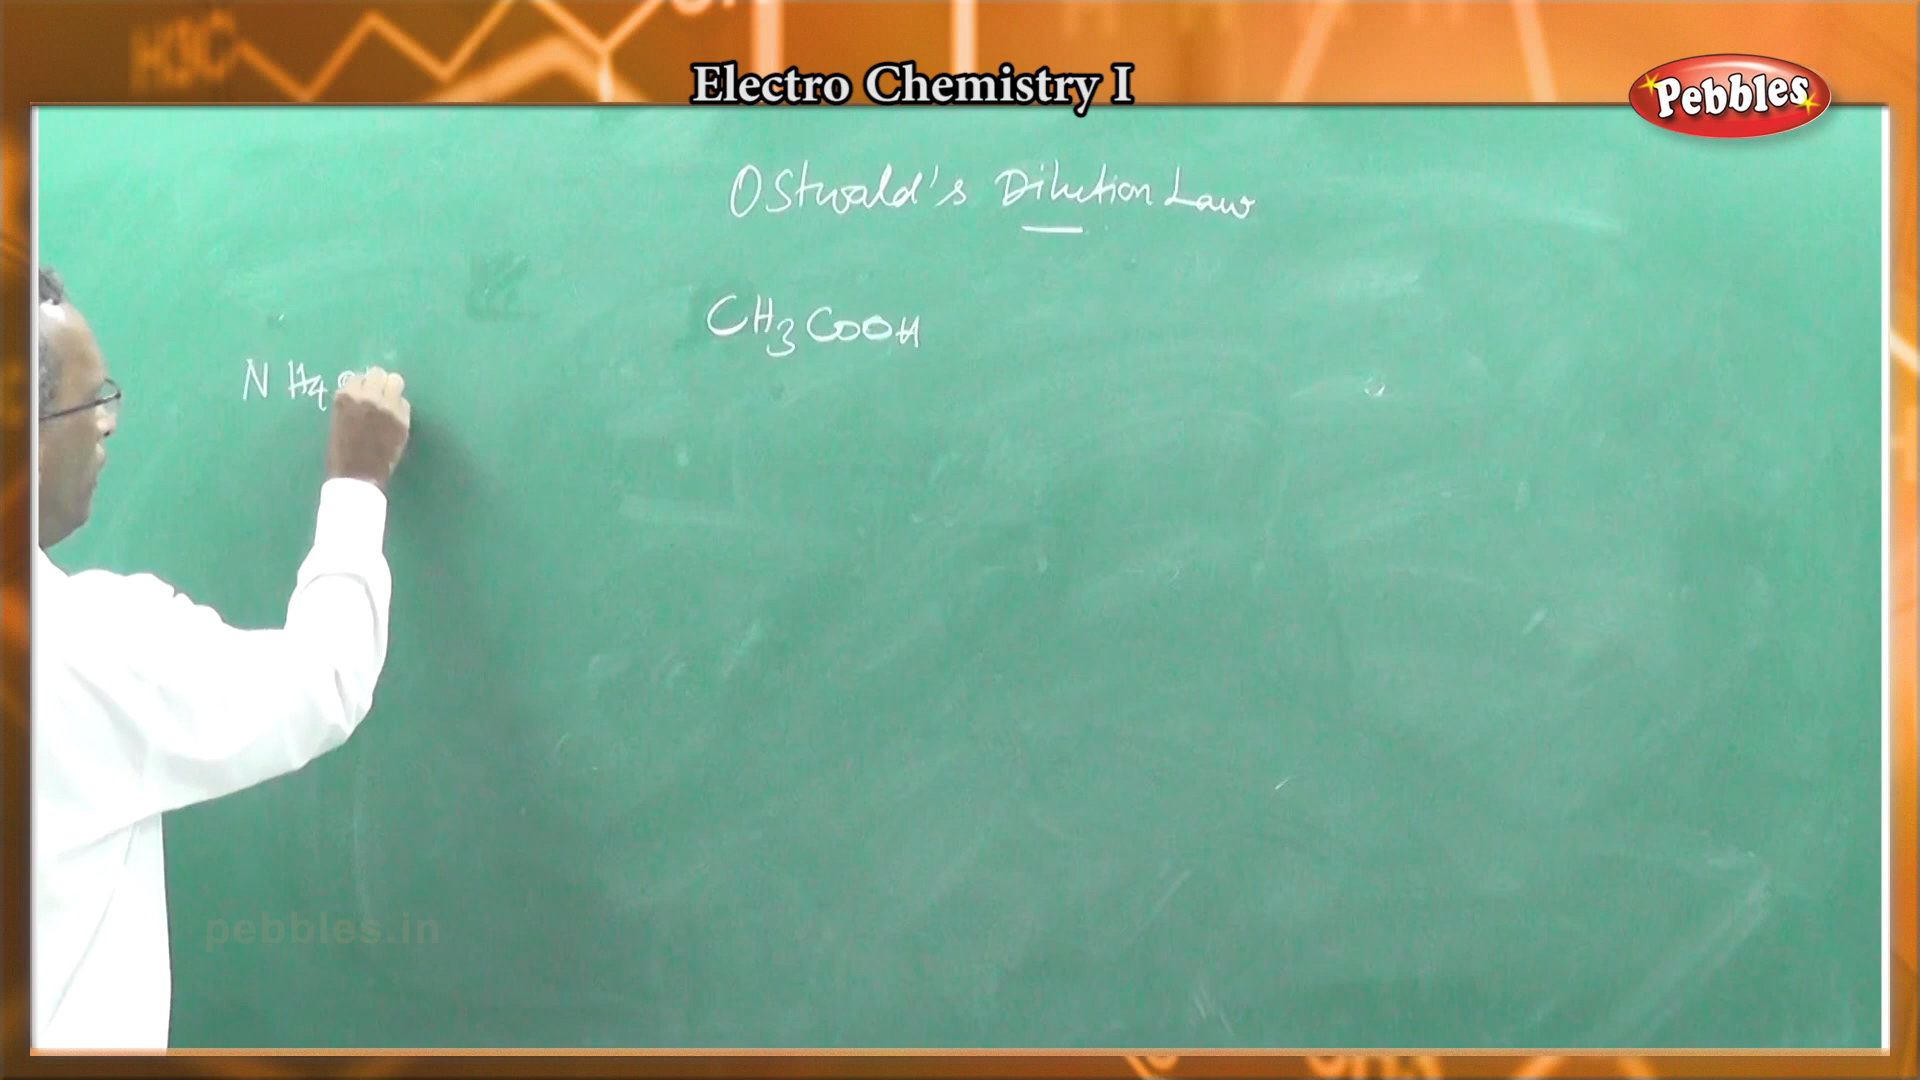 Electro Chemistry I
Pebbles
OStwald's Dilution Law
CH3COOH
NH4
pebbles.in